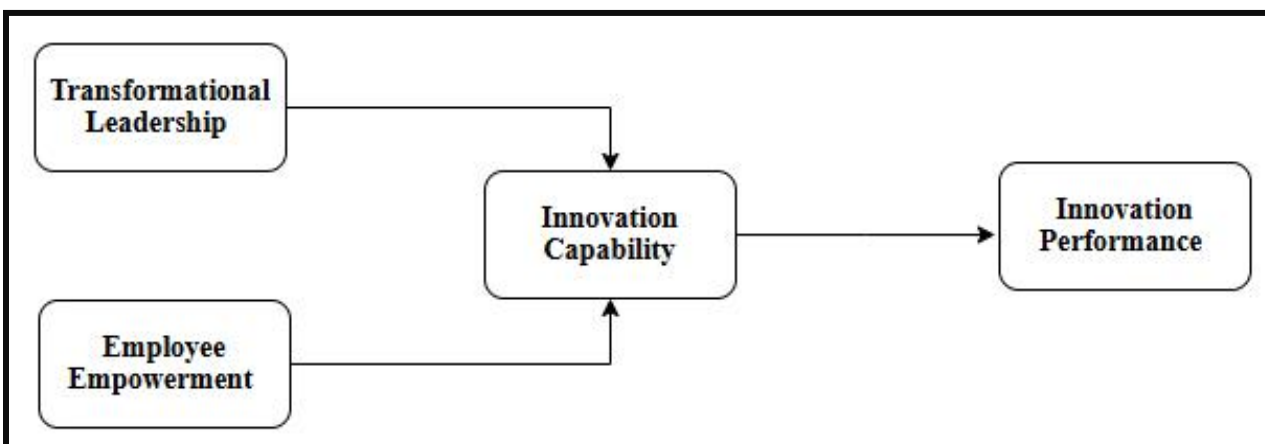 Transformational
Leadership
Innovation
Capability
Innovation
Performance
Employee
Empowerment